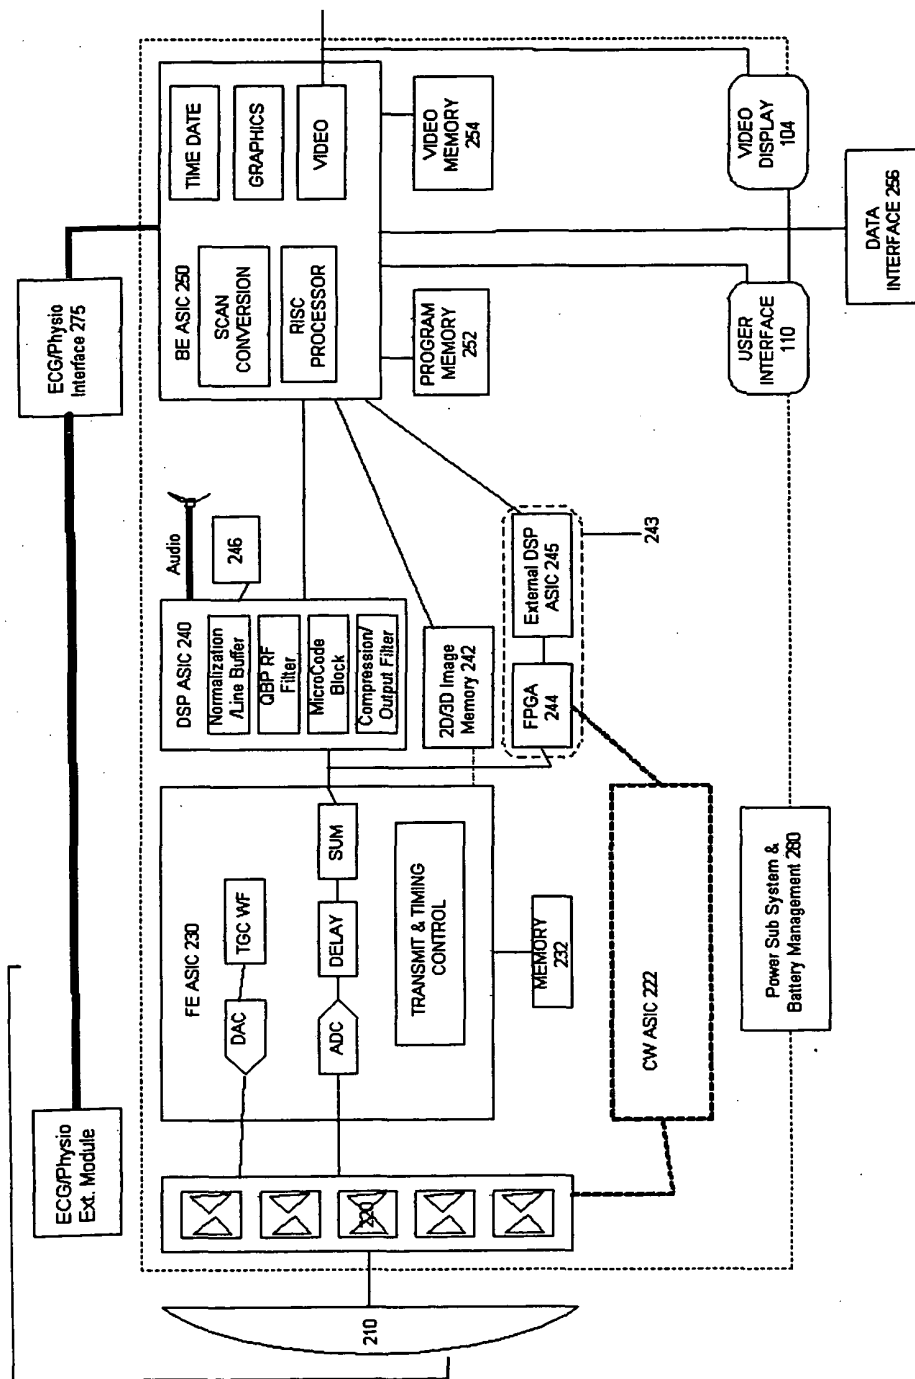 ECG/Physio
Ext. Module
ECG/Physio
Interface 275
210
220
FE ASIC 230
DAC
TGC WF
ADC
DELAY
SUM
TRANSMIT & TIMING
CONTROL
MEMORY
232
CW ASIC 222
DSP ASIC 240
Normalization
/Line Buffer
QBP RF
Filter
MicroCode
Block
Compression/
Output Filter
Audio
246
2D/3D Image
Memory 242
FPGA
244
External DSP
ASIC 245
243
BE ASIC 250
SCAN
CONVERSION
RISC
PROCESSOR
TIME DATE
GRAPHICS
VIDEO
PROGRAM
MEMORY
252
VIDEO
MEMORY
254
USER
INTERFACE
110
VIDEO
DISPLAY
104
DATA
INTERFACE 256
Power Sub System &
Battery Management 260